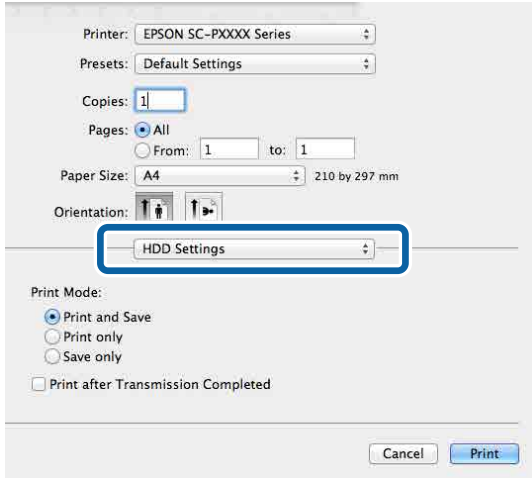 Printer: EPSON SC-PXXXX Series
Presets: Default Settings
Copies: 1
Pages: All
From: 1 to: 1
Paper Size: A4 210 by 297 mm
Orientation:
HDD Settings
Print Mode:
Print and Save
Print only
Save only
Print after Transmission Completed
Cancel Print